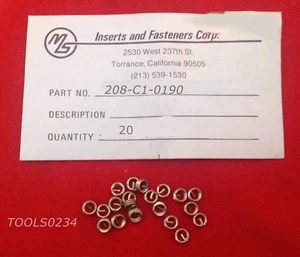 MS
Inserts and Fasteners Corp.
2530 West 237th St.
Torrance, California 90505
(213) 539-1530
PART NO. 208-C1-0190
DESCRIPTION
QUANTITY 20
TOOLS0234